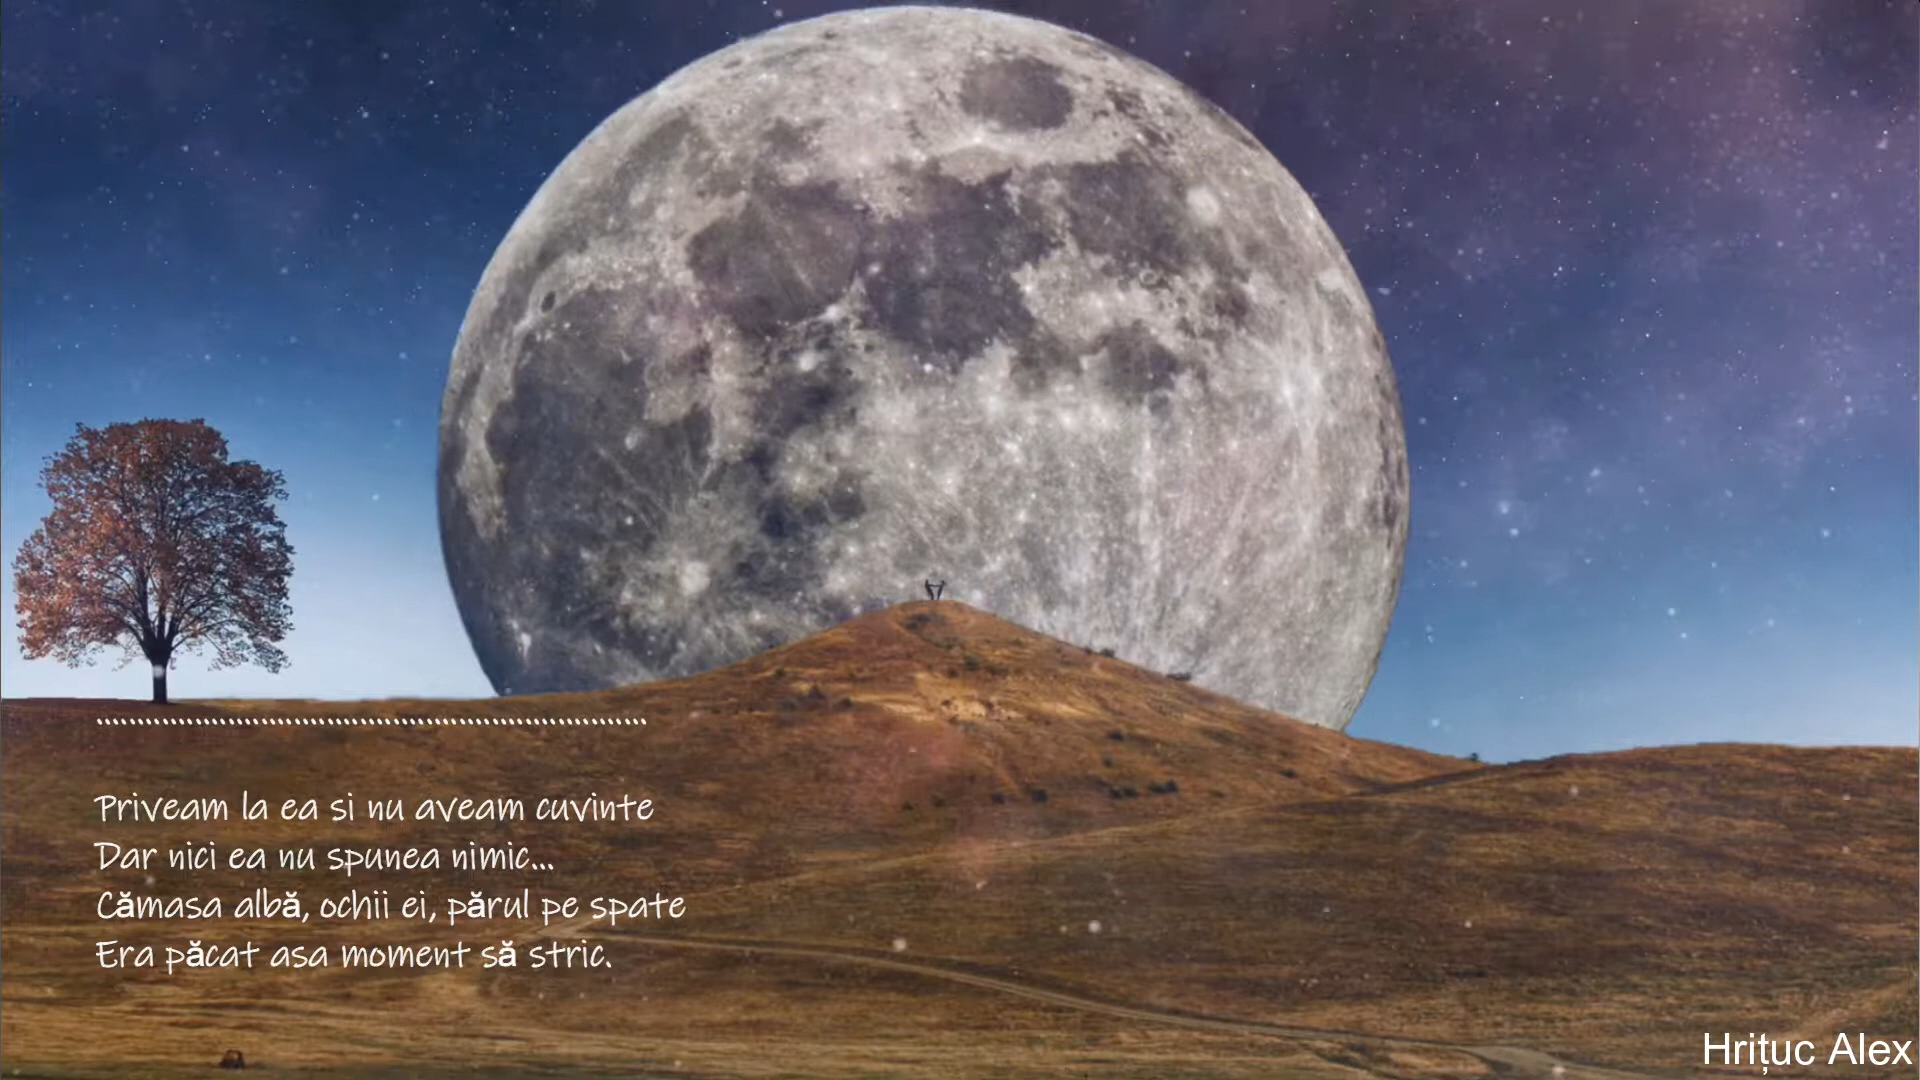 Priveam la ea si nu aveam cuvinte
Dar nici ea nu spunea nimic...
Cămasa albă, ochii ei, părul pe spate
Era păcat asa moment să stric.
Hrițuc Alex